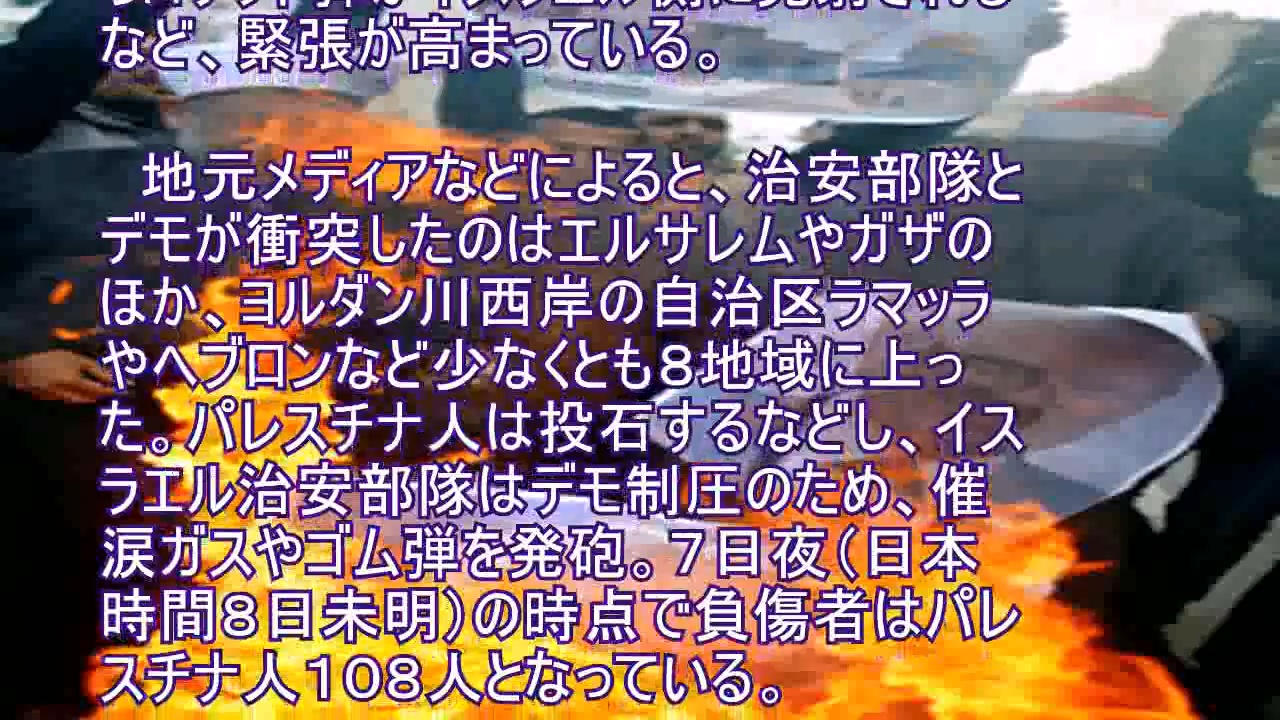 など、緊張が高まっている。
　地元メディアなどによると、治安部隊と
デモが衝突したのはエルサレムやガザの
ほか、ヨルダン川西岸の自治区ラマッラ
やヘブロンなど少なくとも８地域に上っ
た。パレスチナ人は投石するなどし、イス
ラエル治安部隊はデモ制圧のため、催
涙ガスやゴム弾を発砲。７日夜（日本
時間８日未明）の時点で負傷者はパレ
スチナ人１０８人となっている。